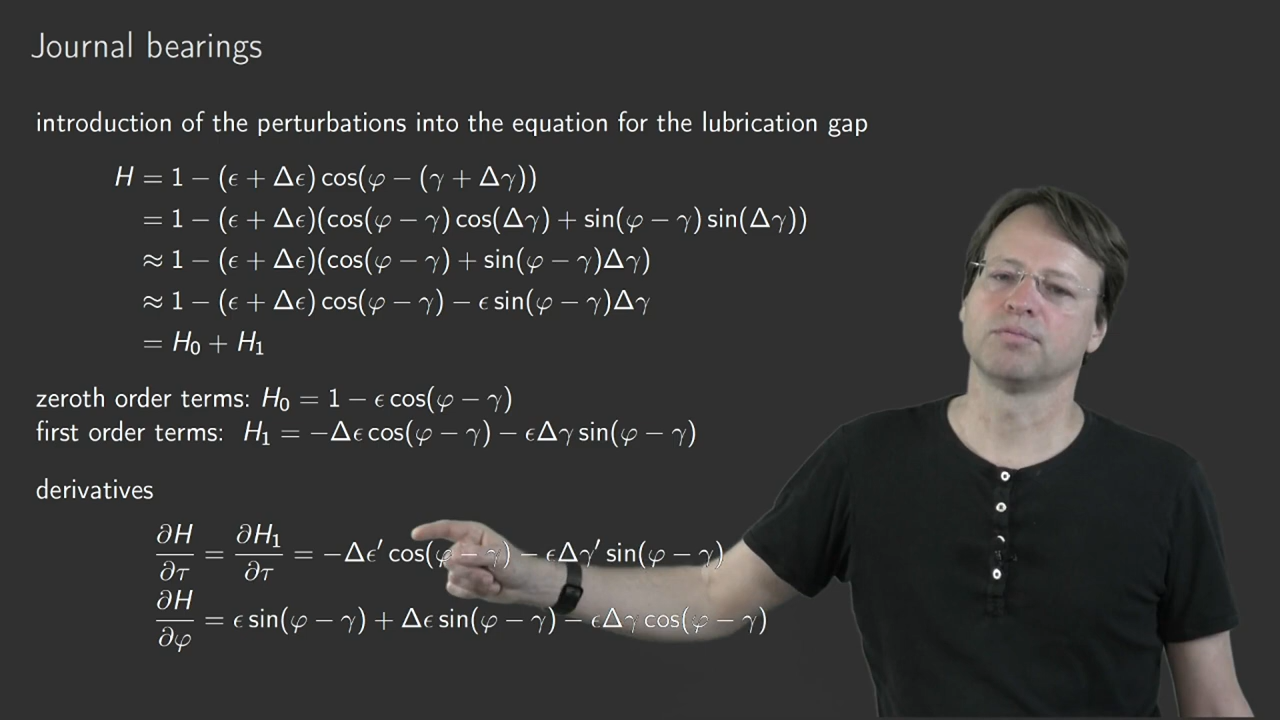 Journal bearings
introduction of the perturbations into the equation for the lubrication gap
H = 1 − (ϵ + Δϵ) cos(φ − (γ + Δγ))
= 1 − (ϵ + Δϵ)(cos(φ − γ) cos(Δγ) + sin(φ − γ) sin(Δγ))
≈ 1 − (ϵ + Δϵ)(cos(φ − γ) + sin(φ − γ)Δγ)
≈ 1 − (ϵ + Δϵ) cos(φ − γ) − ϵ sin(φ − γ)Δγ
= H₀ + H₁
zeroth order terms: H₀ = 1 − ϵ cos(φ − γ)
first order terms: H₁ = −Δϵ cos(φ − γ) − ϵΔγ sin(φ − γ)
derivatives
∂H/∂τ = ∂H₁/∂τ = −Δϵ′ cos(φ − γ) − ϵΔγ′ sin(φ − γ)
∂H/∂φ = ϵ sin(φ − γ) + Δϵ sin(φ − γ) − ϵΔγ cos(φ − γ)